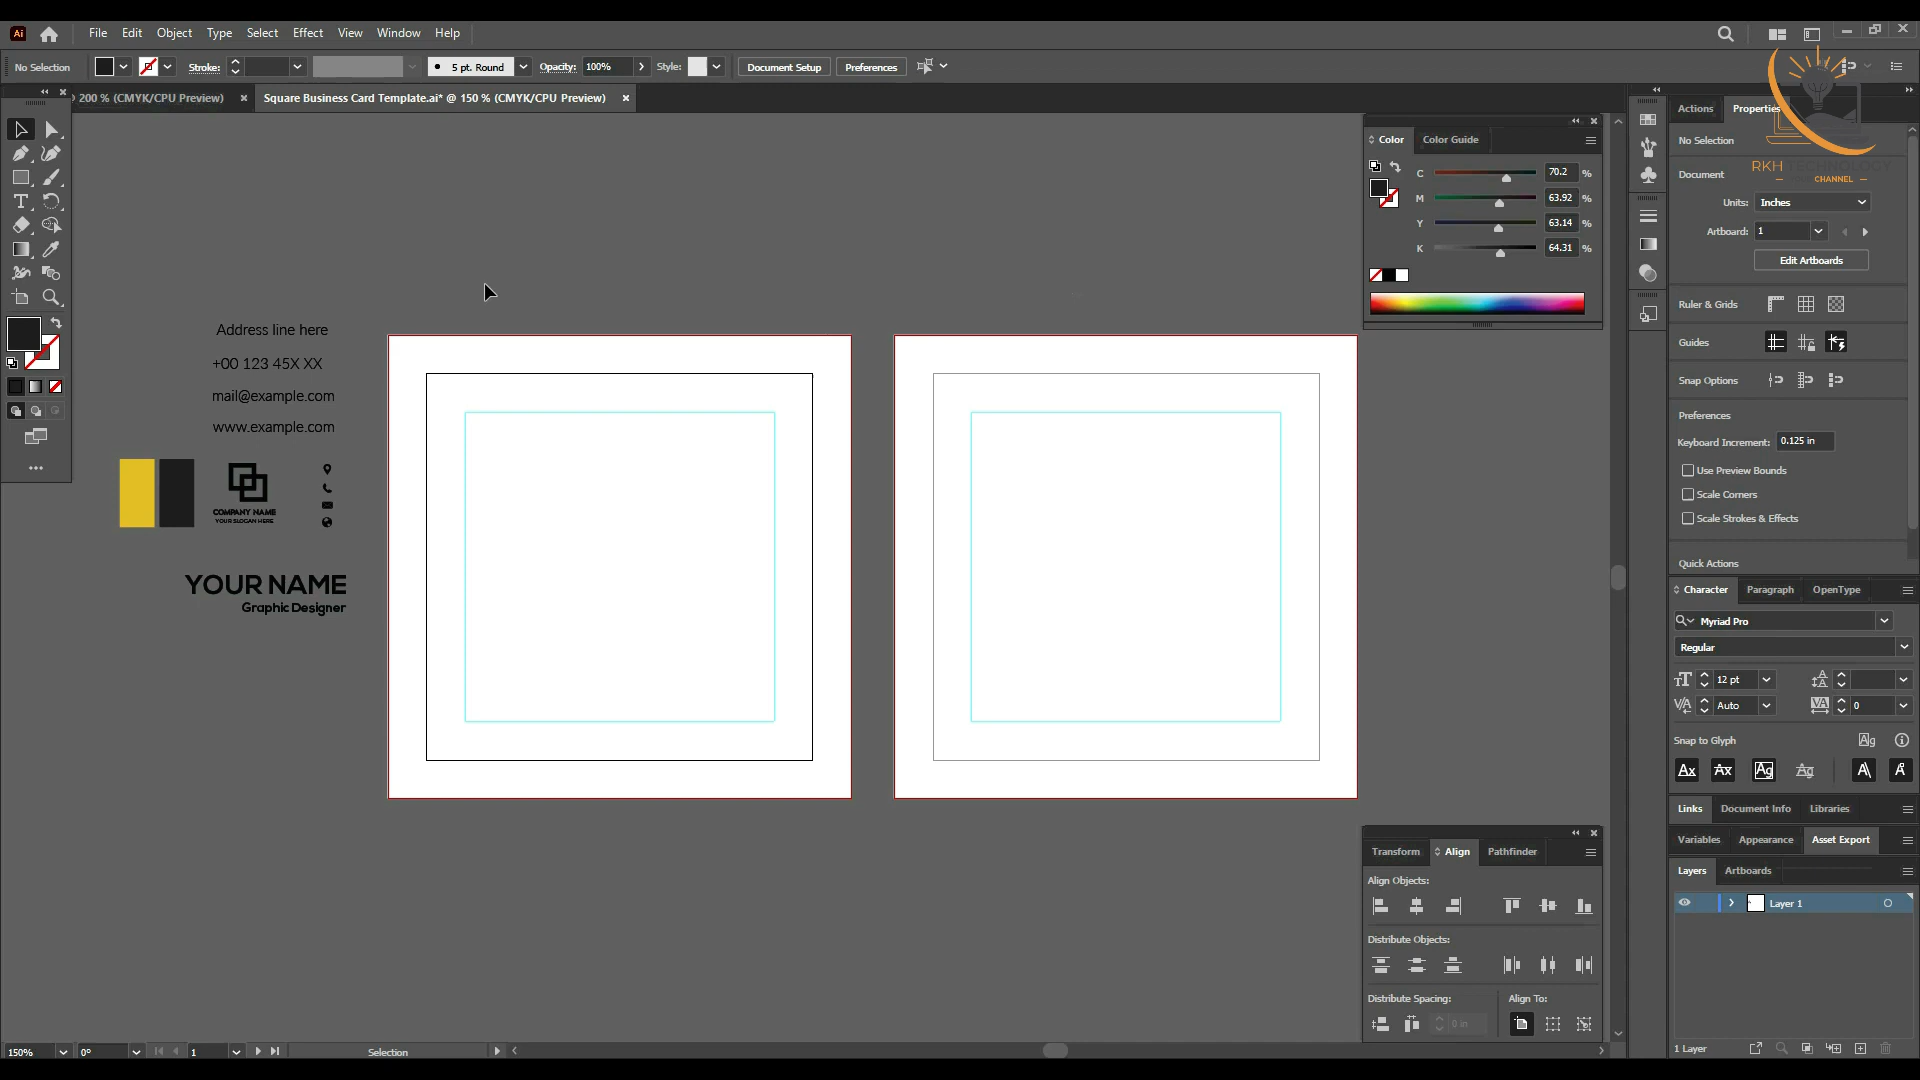 Ai
File Edit Object Type Select Effect View Window Help
No Selection
Stroke:
5 pt. Round
Opacity: 100%
Style:
Document Setup
Preferences
200 % (CMYK/CPU Preview) ×
Square Business Card Template.ai* @ 150 % (CMYK/CPU Preview) ×
Color
Color Guide
C 70.2 %
M 63.92 %
Y 63.14 %
K 64.31 %
Actions
Properties
No Selection
RKH TECHNOLOGY
CHANNEL
Document
Units: Inches
Artboard: 1
Edit Artboards
Ruler & Grids
Guides
Snap Options
Preferences
Keyboard Increment: 0.125 in
Use Preview Bounds
Scale Corners
Scale Strokes & Effects
Quick Actions
Character Paragraph OpenType
Myriad Pro
Regular
12 pt
Auto
0
Snap to Glyph
Links Document Info Libraries
Variables Appearance Asset Export
Layers Artboards
Layer 1
1 Layer
Address line here
+00 123 45X XX
mail@example.com
www.example.com
COMPANY NAME
YOUR SLOGAN HERE
YOUR NAME
Graphic Designer
Transform Align Pathfinder
Align Objects:
Distribute Objects:
Distribute Spacing:
Align To:
0 in
150%
0°
1
Selection